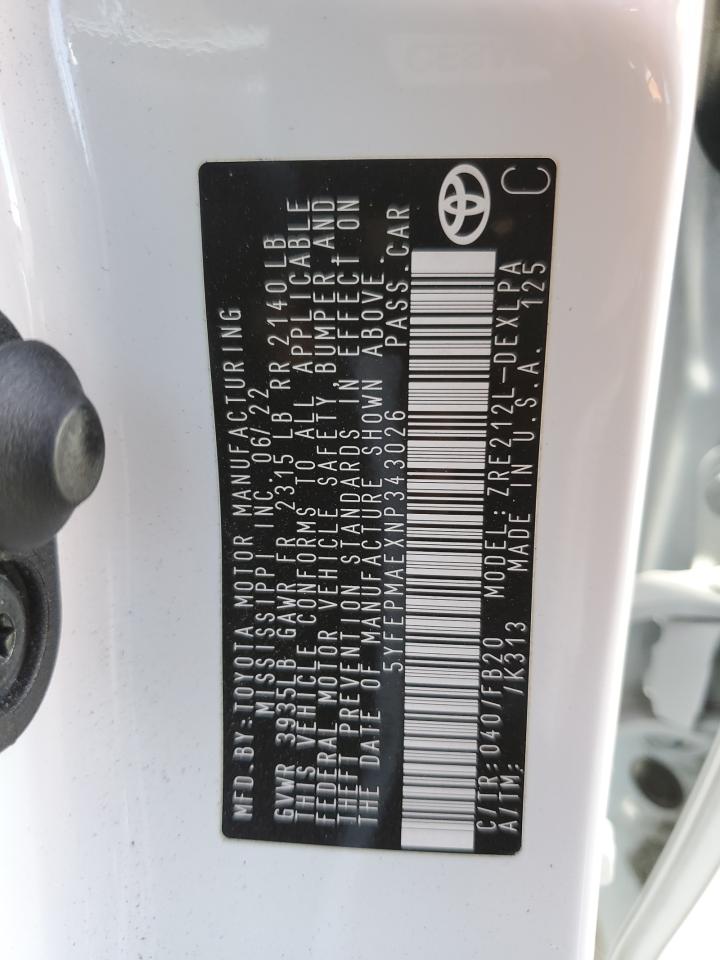 MFD BY: TOYOTA MOTOR MANUFACTURING
MISSISSIPPI INC. 06/22
GVWR 3935LB GAWR FR 2315 LB RR 2140LB
THIS VEHICLE CONFORMS TO ALL APPLICABLE
FEDERAL MOTOR VEHICLE SAFETY, BUMPER AND
THEFT PREVENTION STANDARDS IN EFFECT ON
THE DATE OF MANUFACTURE SHOWN ABOVE.
5YFEPMAEXNP343026 PASS.CAR
C/TR: 040/FB20 MODEL: ZRE212L-DEXLPA
A/TM: /K313 MADE IN U.S.A. 125 C